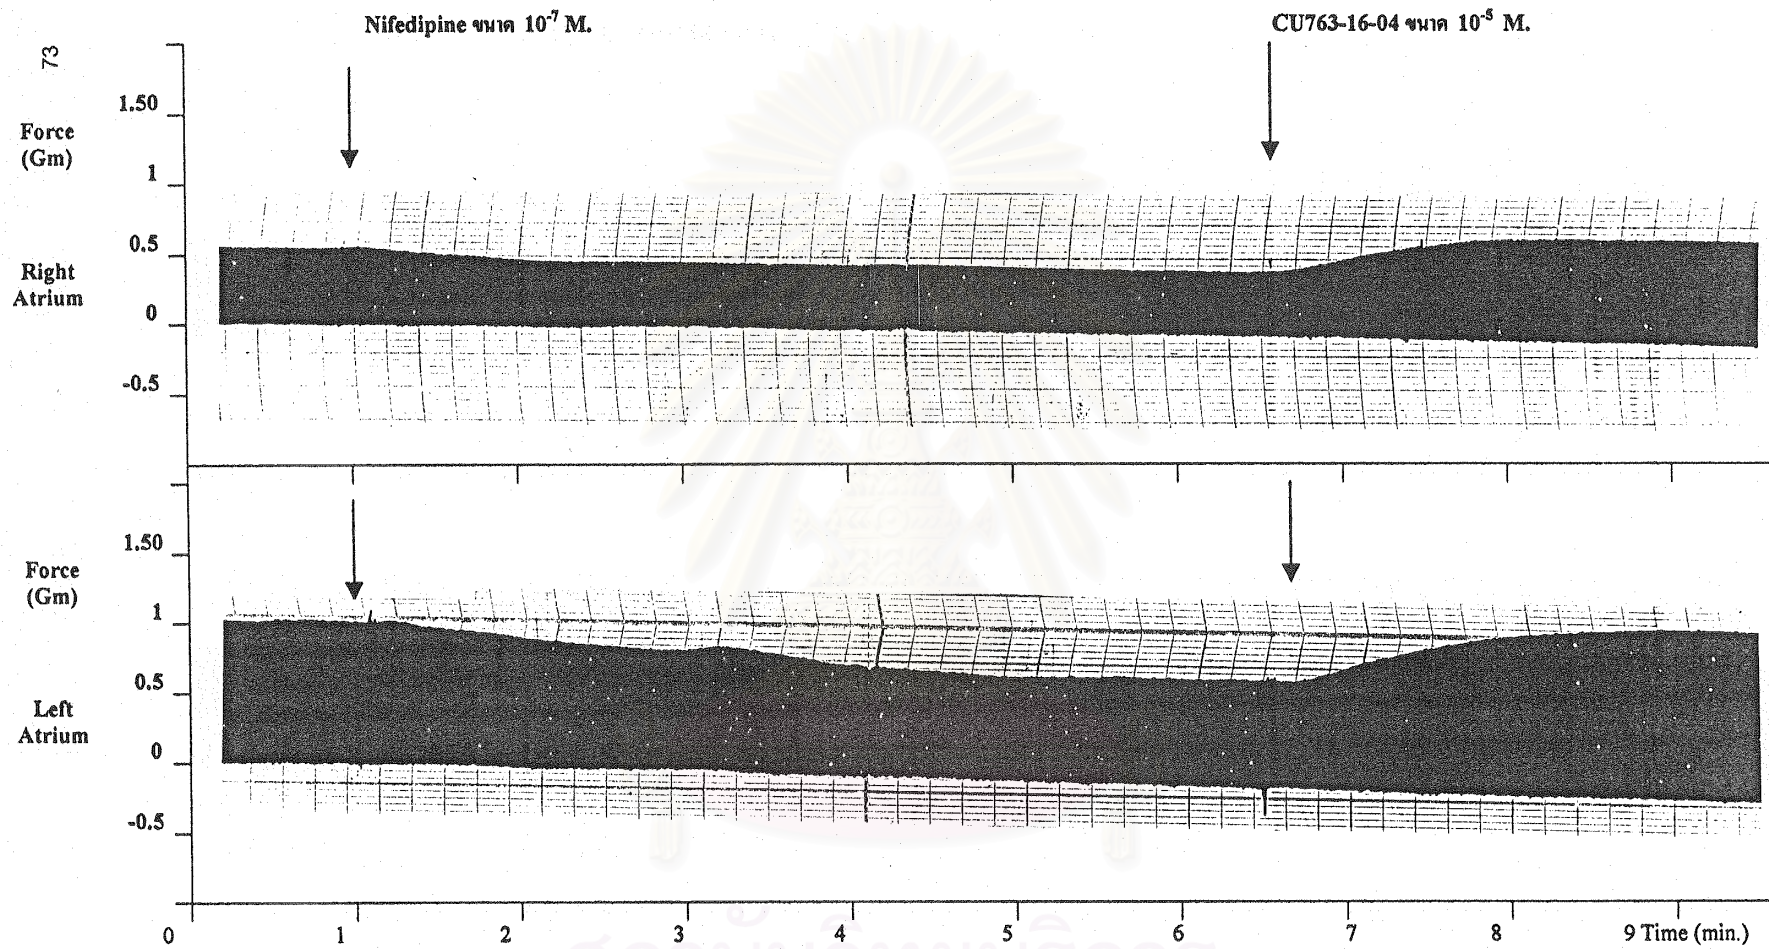 Nifedipine ขนาด 10⁻⁷ M.
CU763-16-04 ขนาด 10⁻⁵ M.
73
1.50
Force
(Gm)
1
0.5
Right
Atrium
0
-0.5
1.50
Force
(Gm)
1
0.5
Left
Atrium
0
-0.5
0 1 2 3 4 5 6 7 8 9 Time (min.)